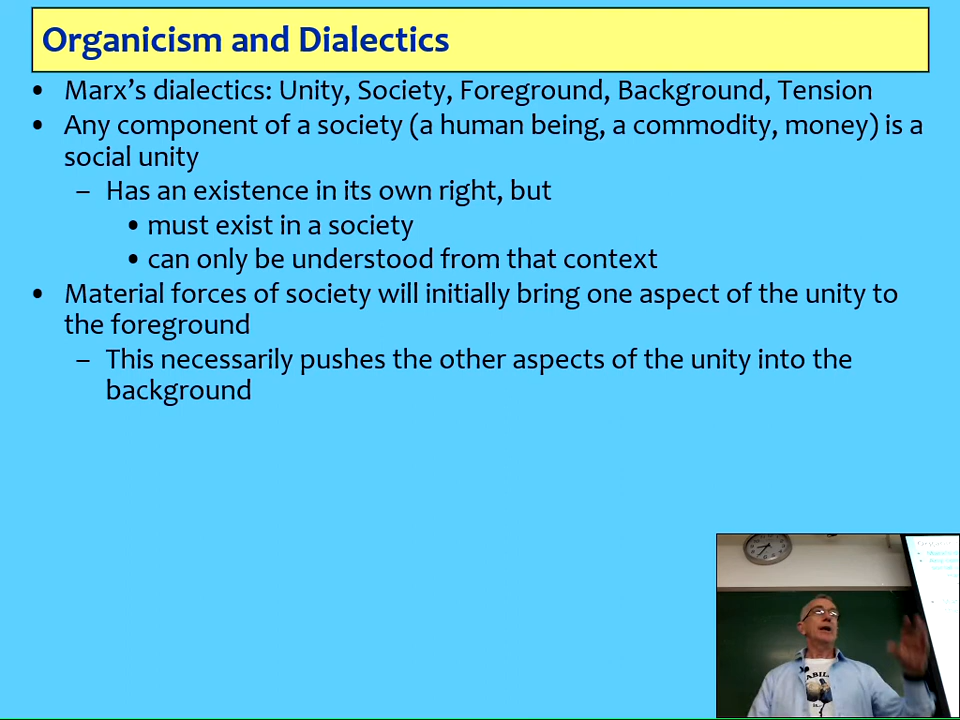 Organicism and Dialectics
• Marx's dialectics: Unity, Society, Foreground, Background, Tension
• Any component of a society (a human being, a commodity, money) is a
social unity
– Has an existence in its own right, but
• must exist in a society
• can only be understood from that context
• Material forces of society will initially bring one aspect of the unity to
the foreground
– This necessarily pushes the other aspects of the unity into the
background